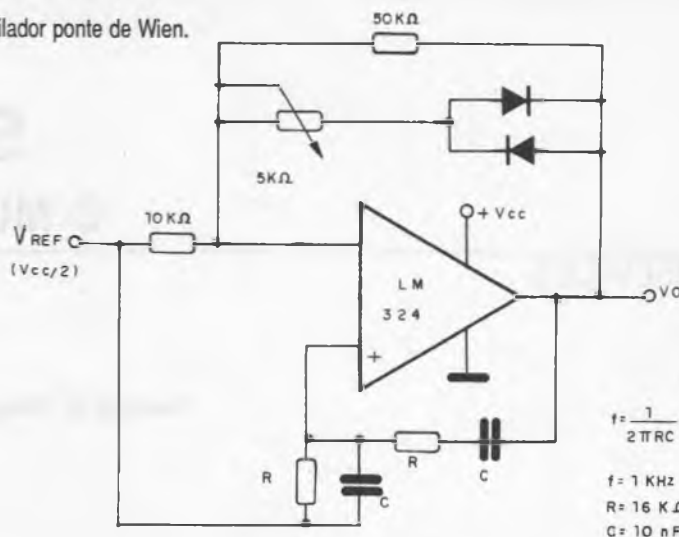 ilador ponte de Wien.
50KΩ
5KΩ
10KΩ
VREF
(Vcc/2)
+ Vcc
LM
324
+
R
C
R
C
f= 1
2πRC
f= 1 KHz
R= 16 K
C= 10 nF